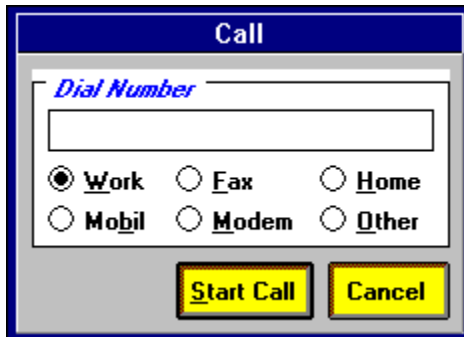 Call
Dial Number
Work Fax Home
Mobil Modem Other
Start Call Cancel